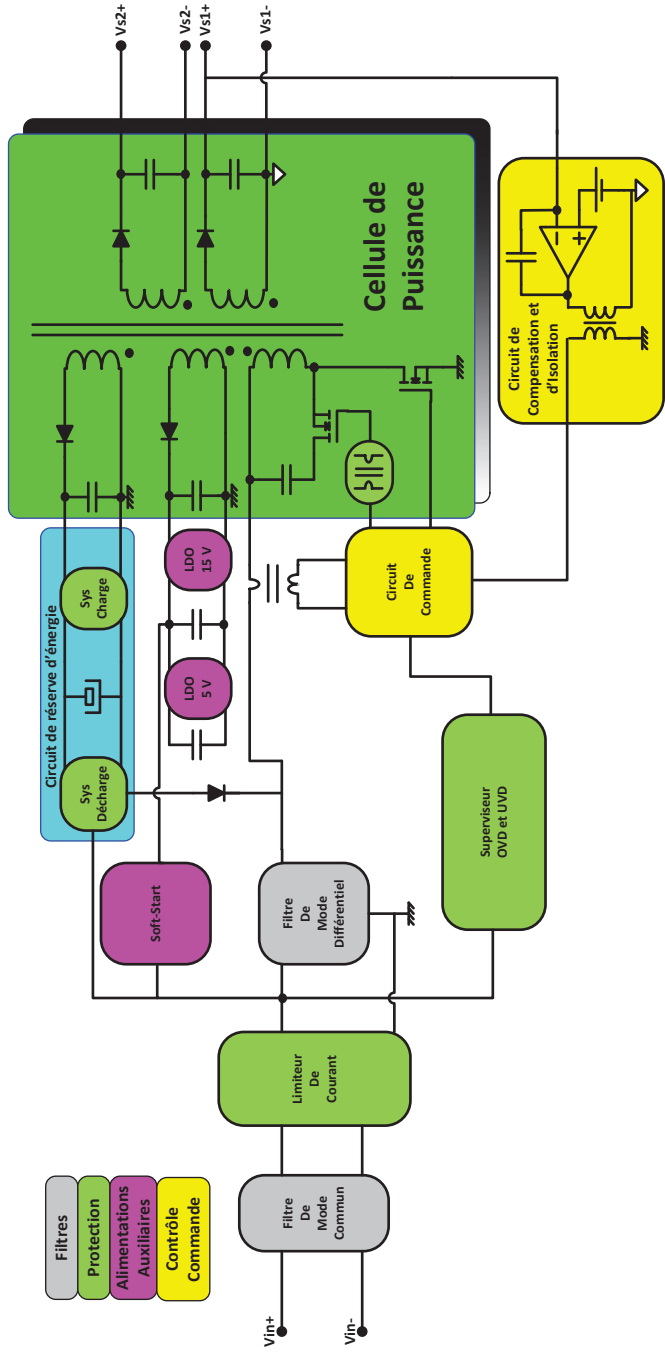 Filtres
Protection
Alimentations
Auxiliaires
Contrôle
Commande
Vin+
Vin-
Filtre
De
Mode
Commun
Limiteur
De
Courant
Soft-Start
Filtre
De
Mode
Différentiel
Superviseur
OVD et UVD
Circuit de réserve d'énergie
Sys
Décharge
Sys
Charge
LDO
5 V
LDO
15 V
Circuit
De
Commande
Cellule de
Puissance
Circuit de
Compensation et
d'Isolation
Vs2+
Vs2-
Vs1+
Vs1-